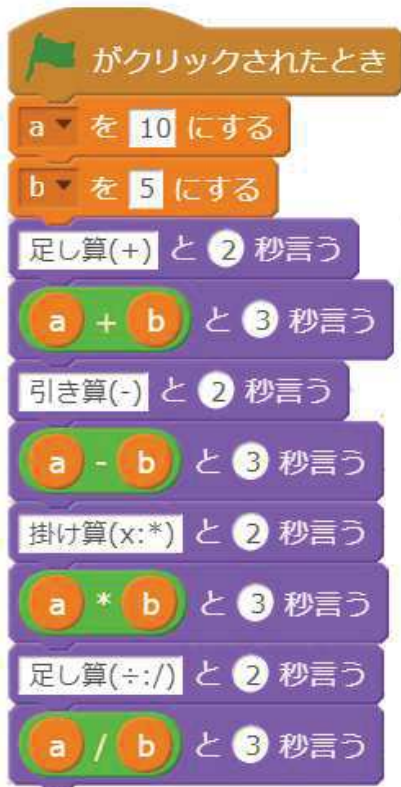 がクリックされたとき
a を 10 にする
b を 5 にする
足し算(+) と 2 秒言う
a + b と 3 秒言う
引き算(-) と 2 秒言う
a - b と 3 秒言う
掛け算(x:*) と 2 秒言う
a * b と 3 秒言う
足し算(÷:/) と 2 秒言う
a / b と 3 秒言う